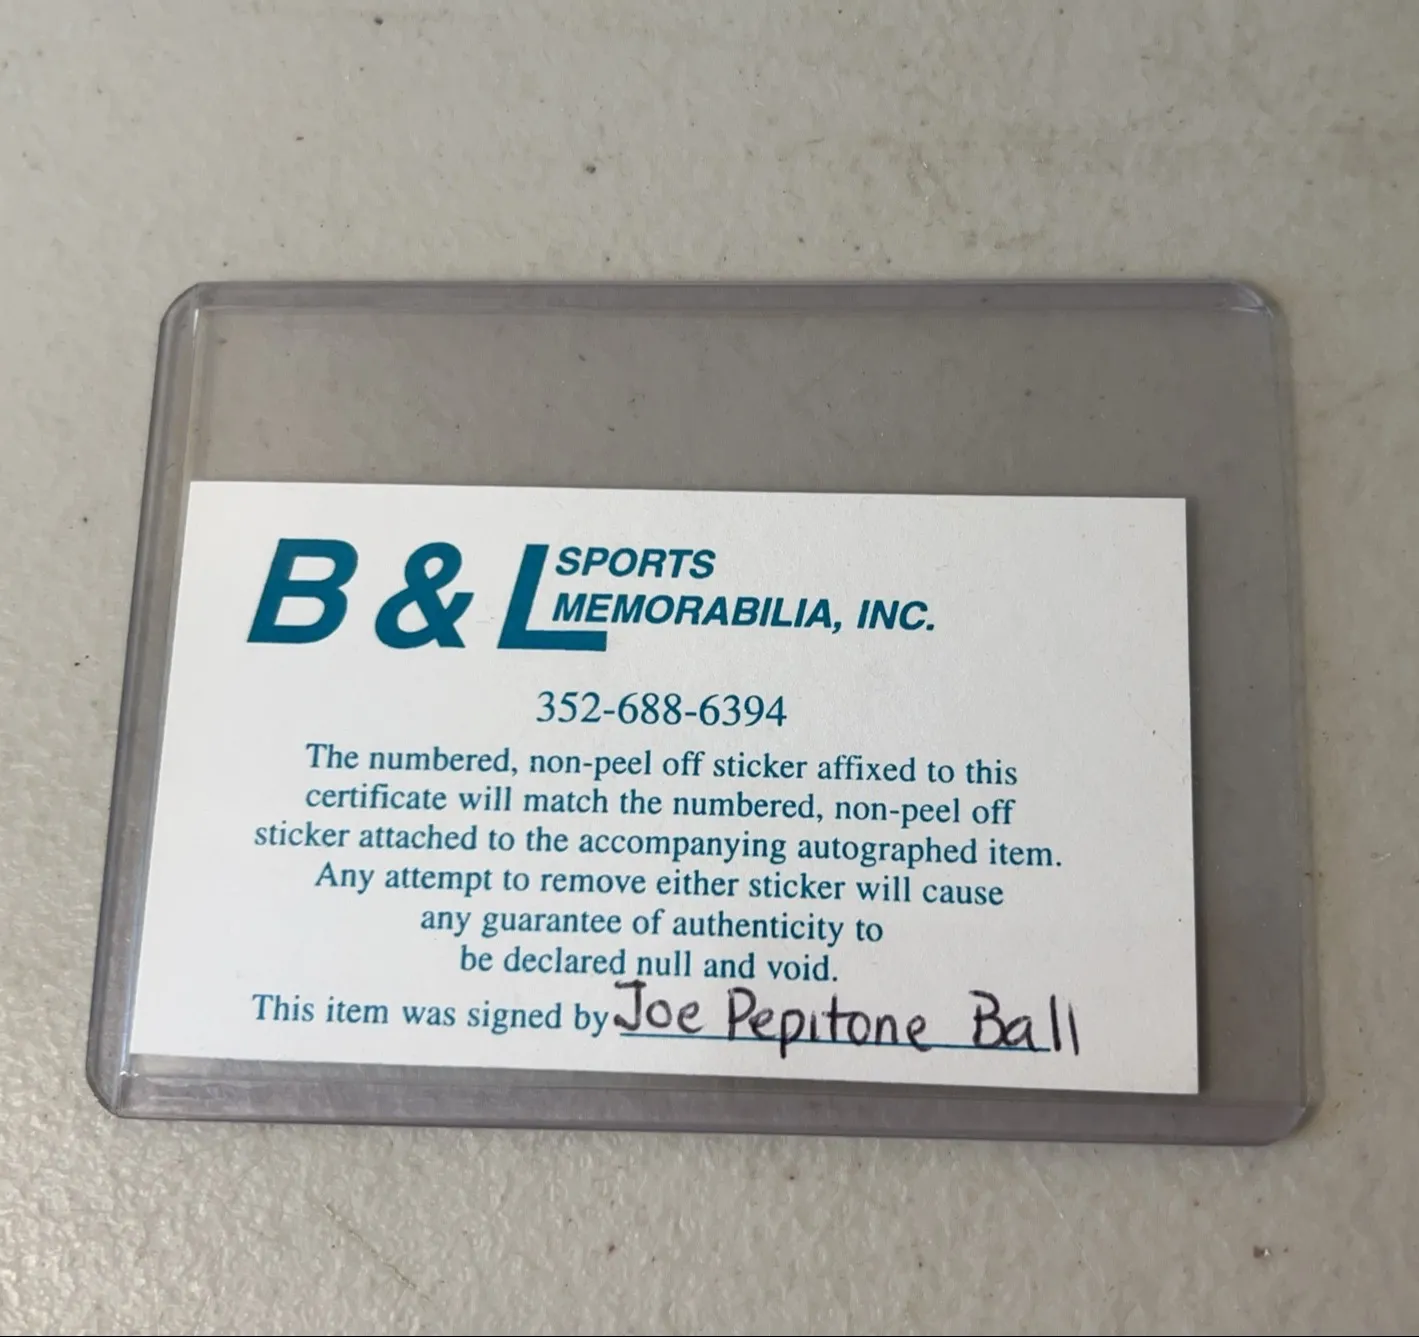 B & L SPORTS
MEMORABILIA, INC.
352-688-6394
The numbered, non-peel off sticker affixed to this
certificate will match the numbered, non-peel off
sticker attached to the accompanying autographed item.
Any attempt to remove either sticker will cause
any guarantee of authenticity to
be declared null and void.
This item was signed by Joe Pepitone Ball